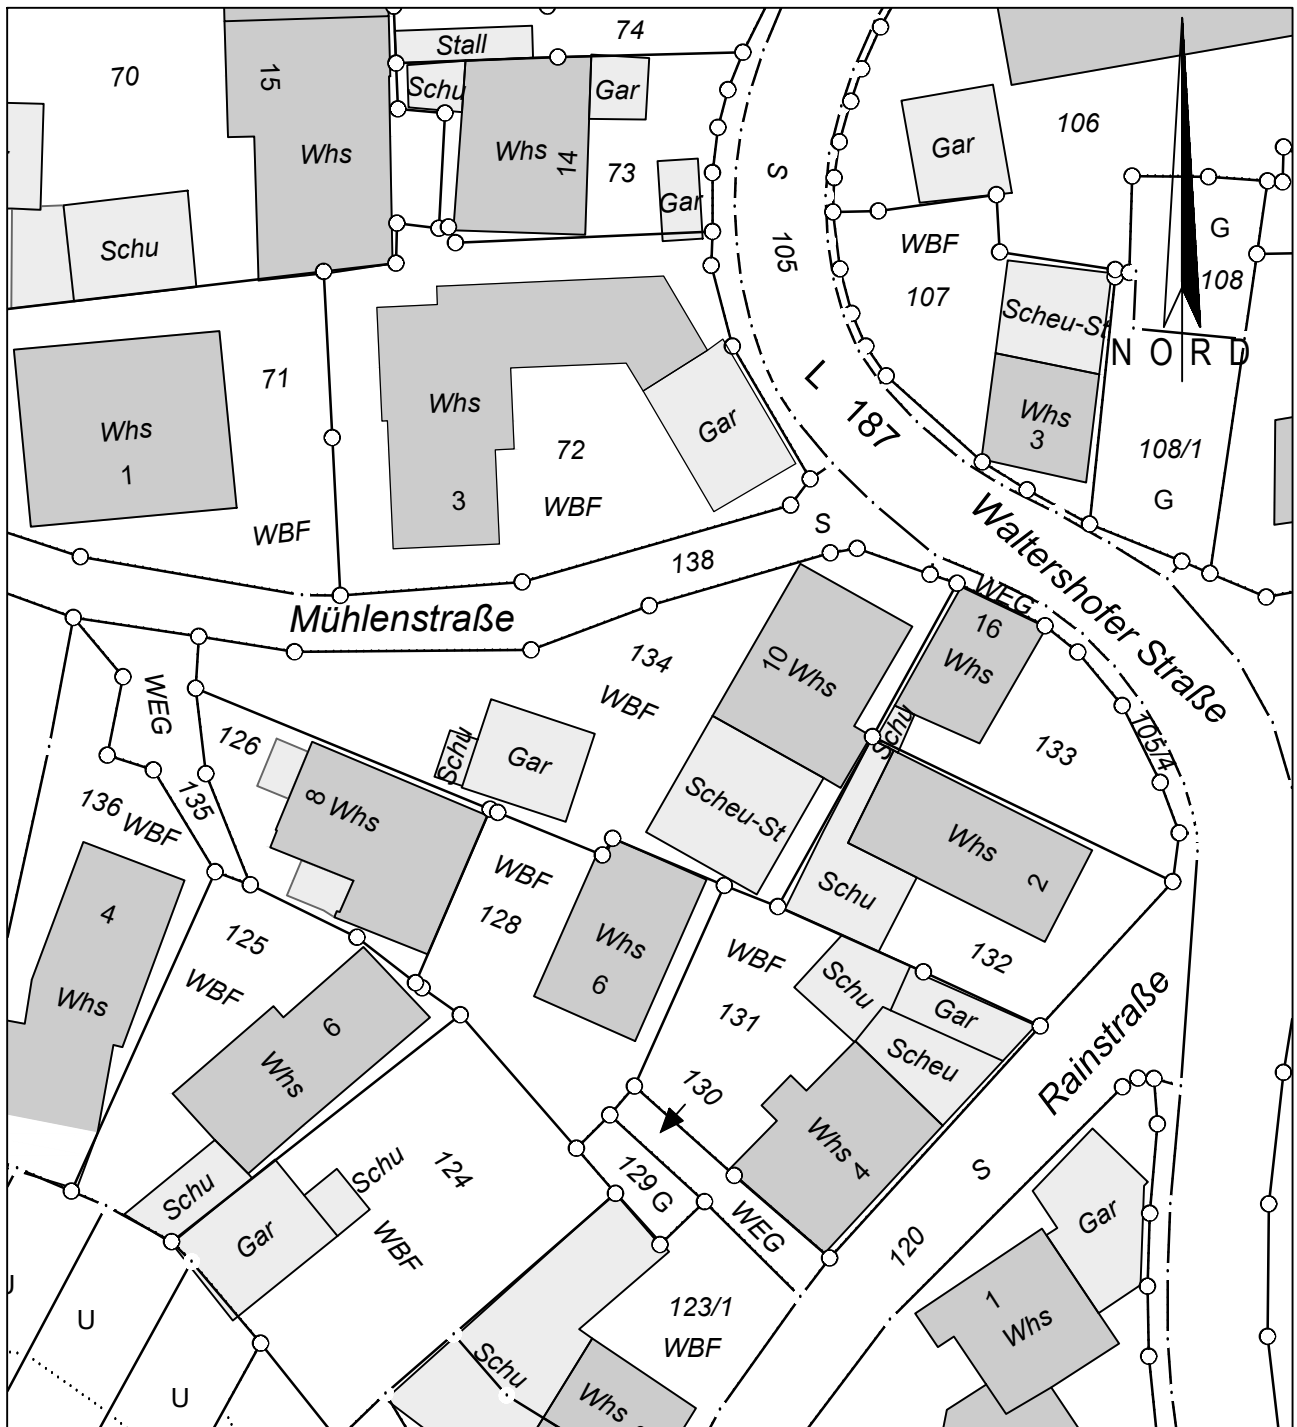 74
Stall
70
15
Schu
Gar
Whs
Whs
14
73
Gar
S
105
Gar
106
G
108
WBF
107
Schu
Scheu-St
NORD
71
Whs
1
WBF
Whs
3
72
WBF
Gar
L 187
Whs
3
108/1
G
S
138
Mühlenstraße
Waltershofer Straße
WEG
16
Whs
10
Whs
134
WBF
WEG
126
135
136
WBF
Schu
Gar
8
Whs
Scheu-St
Schu
133
105/4
Whs
2
Schu
WBF
128
Whs
6
4
Whs
125
WBF
WBF
131
132
Schu
Gar
Scheu
Rainstraße
6
Whs
130
Whs 4
Schu
Gar
Schu
124
WBF
129 G
WEG
S
120
Gar
1
Whs
123/1
WBF
U
U
Schu
Whs